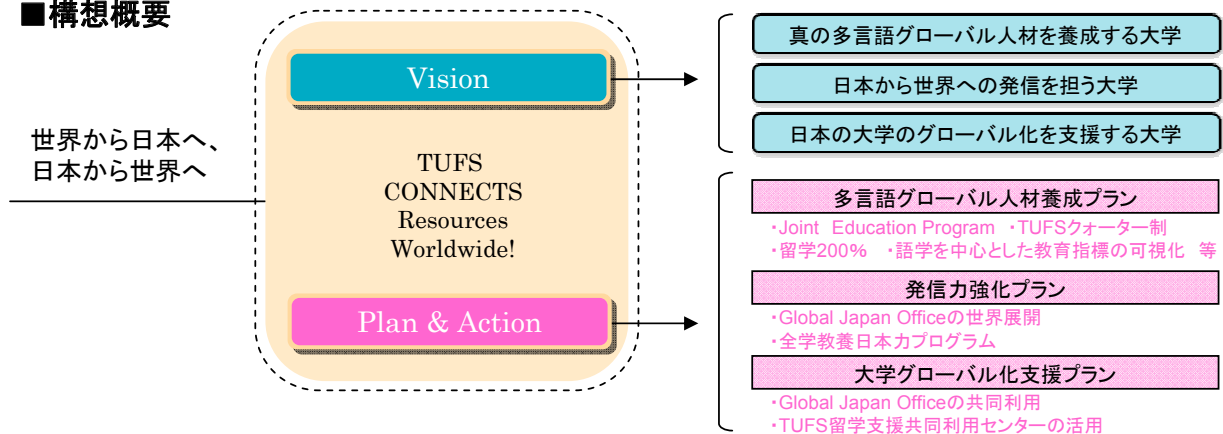 ■構想概要
世界から日本へ、
日本から世界へ
Vision
TUFS
CONNECTS
Resources
Worldwide!
Plan & Action
真の多言語グローバル人材を養成する大学
日本から世界への発信を担う大学
日本の大学のグローバル化を支援する大学
多言語グローバル人材養成プラン
・Joint Education Program ・TUFSクォーター制
・留学200% ・語学を中心とした教育指標の可視化 等
発信力強化プラン
・Global Japan Officeの世界展開
・全学教養日本力プログラム
大学グローバル化支援プラン
・Global Japan Officeの共同利用
・TUFS留学支援共同利用センターの活用